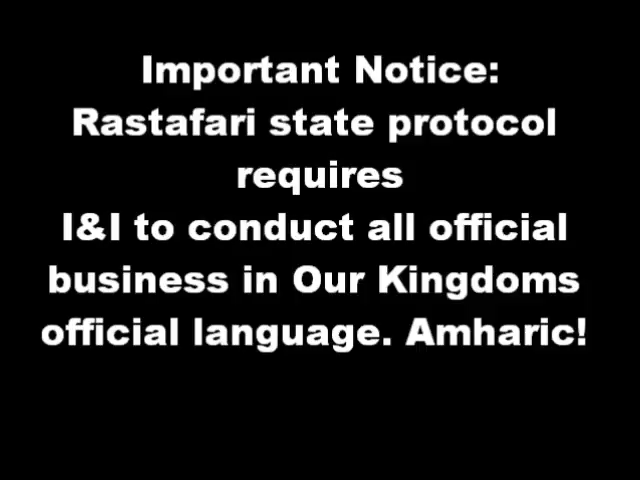 Important Notice:
Rastafari state protocol
requires
I&I to conduct all official
business in Our Kingdoms
official language. Amharic!